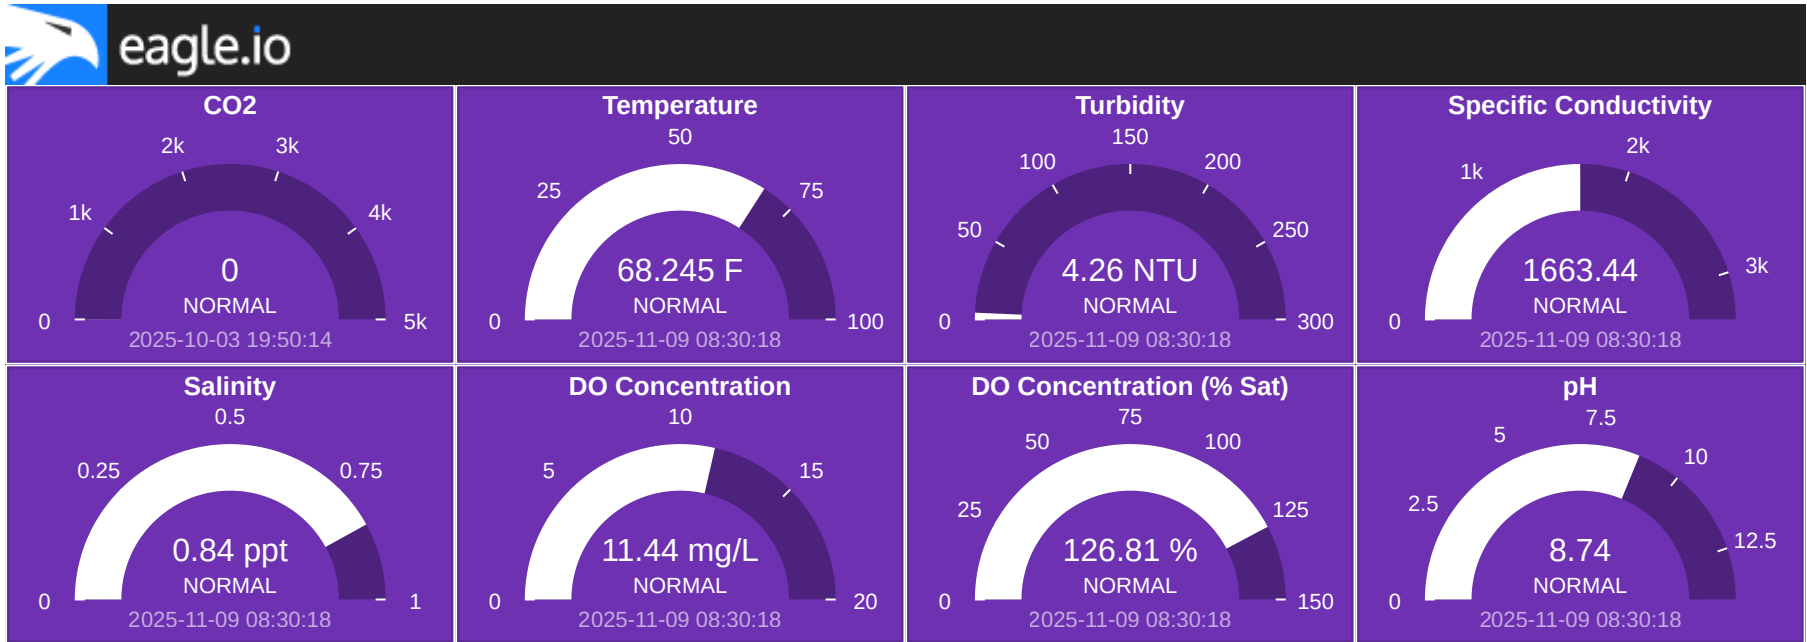 eagle.io
CO2
2k 3k
1k 4k
0
NORMAL
0 5k
2025-10-03 19:50:14
Temperature
50
25 75
68.245 F
NORMAL
0 100
2025-11-09 08:30:18
Turbidity
150
100 200
50 250
4.26 NTU
NORMAL
0 300
2025-11-09 08:30:18
Specific Conductivity
2k
1k
3k
1663.44
NORMAL
0
2025-11-09 08:30:18
Salinity
0.5
0.25 0.75
0.84 ppt
NORMAL
0 1
2025-11-09 08:30:18
DO Concentration
10
5 15
11.44 mg/L
NORMAL
0 20
2025-11-09 08:30:18
DO Concentration (% Sat)
75
50 100
25 125
126.81 %
NORMAL
0 150
2025-11-09 08:30:18
pH
7.5
5
10
2.5
12.5
8.74
NORMAL
0
2025-11-09 08:30:18